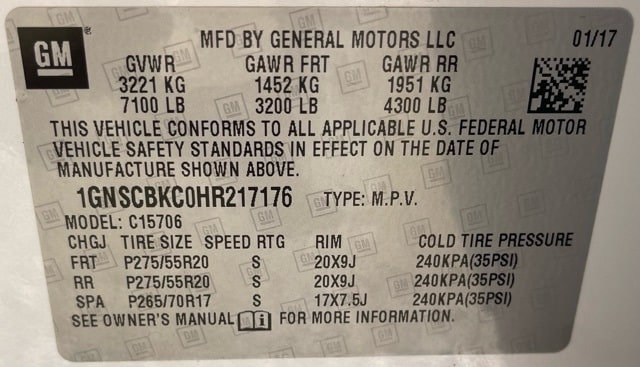 GM
MFD BY GENERAL MOTORS LLC 01/17
GVWR GAWR FRT GAWR RR
3221 KG 1452 KG 1951 KG
7100 LB 3200 LB 4300 LB
THIS VEHICLE CONFORMS TO ALL APPLICABLE U.S. FEDERAL MOTOR
VEHICLE SAFETY STANDARDS IN EFFECT ON THE DATE OF
MANUFACTURE SHOWN ABOVE.
1GNSCBKC0HR217176 TYPE: M.P.V.
MODEL: C15706
CHGJ TIRE SIZE SPEED RTG RIM COLD TIRE PRESSURE
FRT P275/55R20 S 20X9J 240KPA(35PSI)
RR P275/55R20 S 20X9J 240KPA(35PSI)
SPA P265/70R17 S 17X7.5J 240KPA(35PSI)
SEE OWNER'S MANUAL FOR MORE INFORMATION.